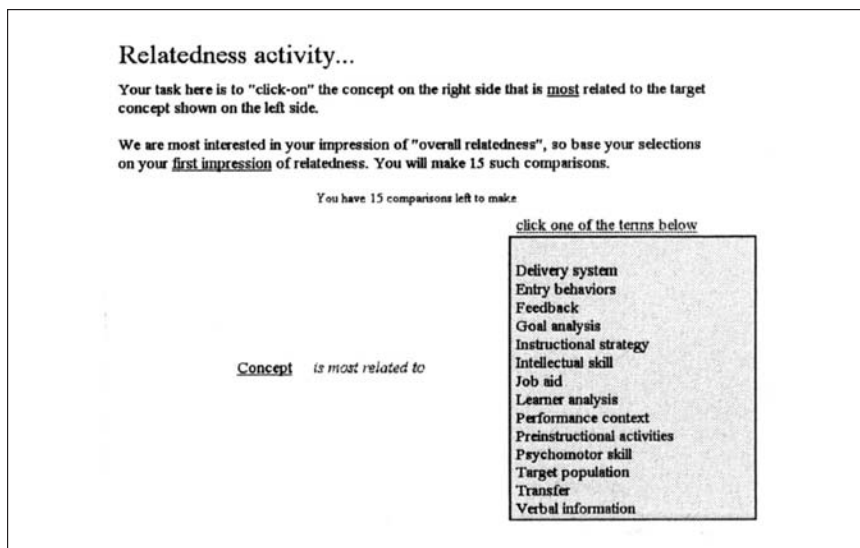 Relatedness activity...
Your task here is to "click-on" the concept on the right side that is most related to the target
concept shown on the left side.
We are most interested in your impression of "overall relatedness", so base your selections
on your first impression of relatedness. You will make 15 such comparisons.
You have 15 comparisons left to make
click one of the terms below
Delivery system
Entry behaviors
Feedback
Goal analysis
Instructional strategy
Concept is most related to
Intellectual skill
Job aid
Learner analysis
Performance context
Preinstructional activities
Psychomotor skill
Target population
Transfer
Verbal information